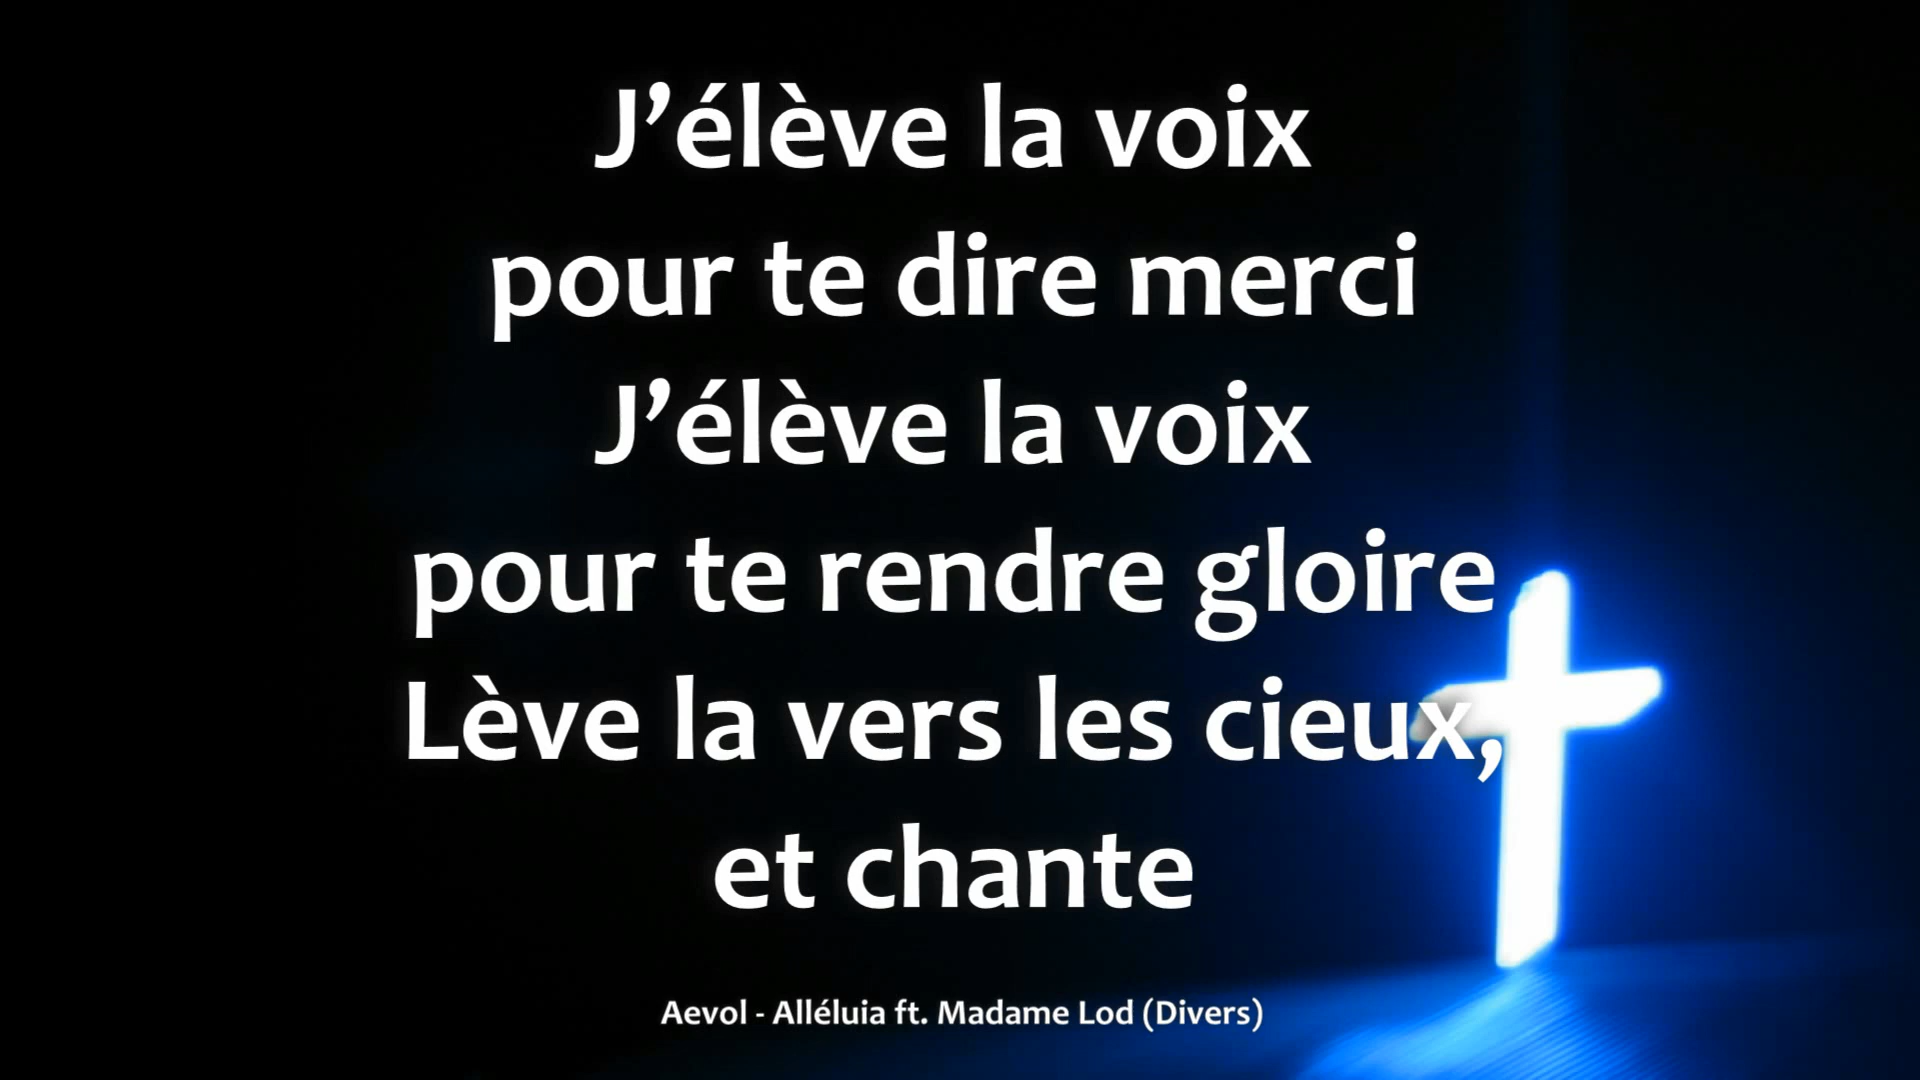 J’élève la voix
pour te dire merci
J’élève la voix
pour te rendre gloire
Lève la vers les cieux,
et chante
Aevol - Alléluia ft. Madame Lod (Divers)